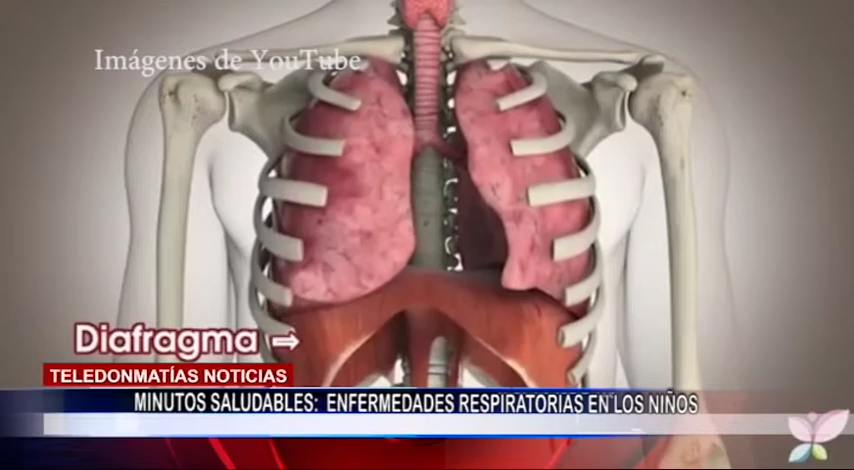 Imágenes de YouTube
Diafragma ⇨
TELEDONMATÍAS NOTICIAS
MINUTOS SALUDABLES: ENFERMEDADES RESPIRATORIAS EN LOS NIÑOS